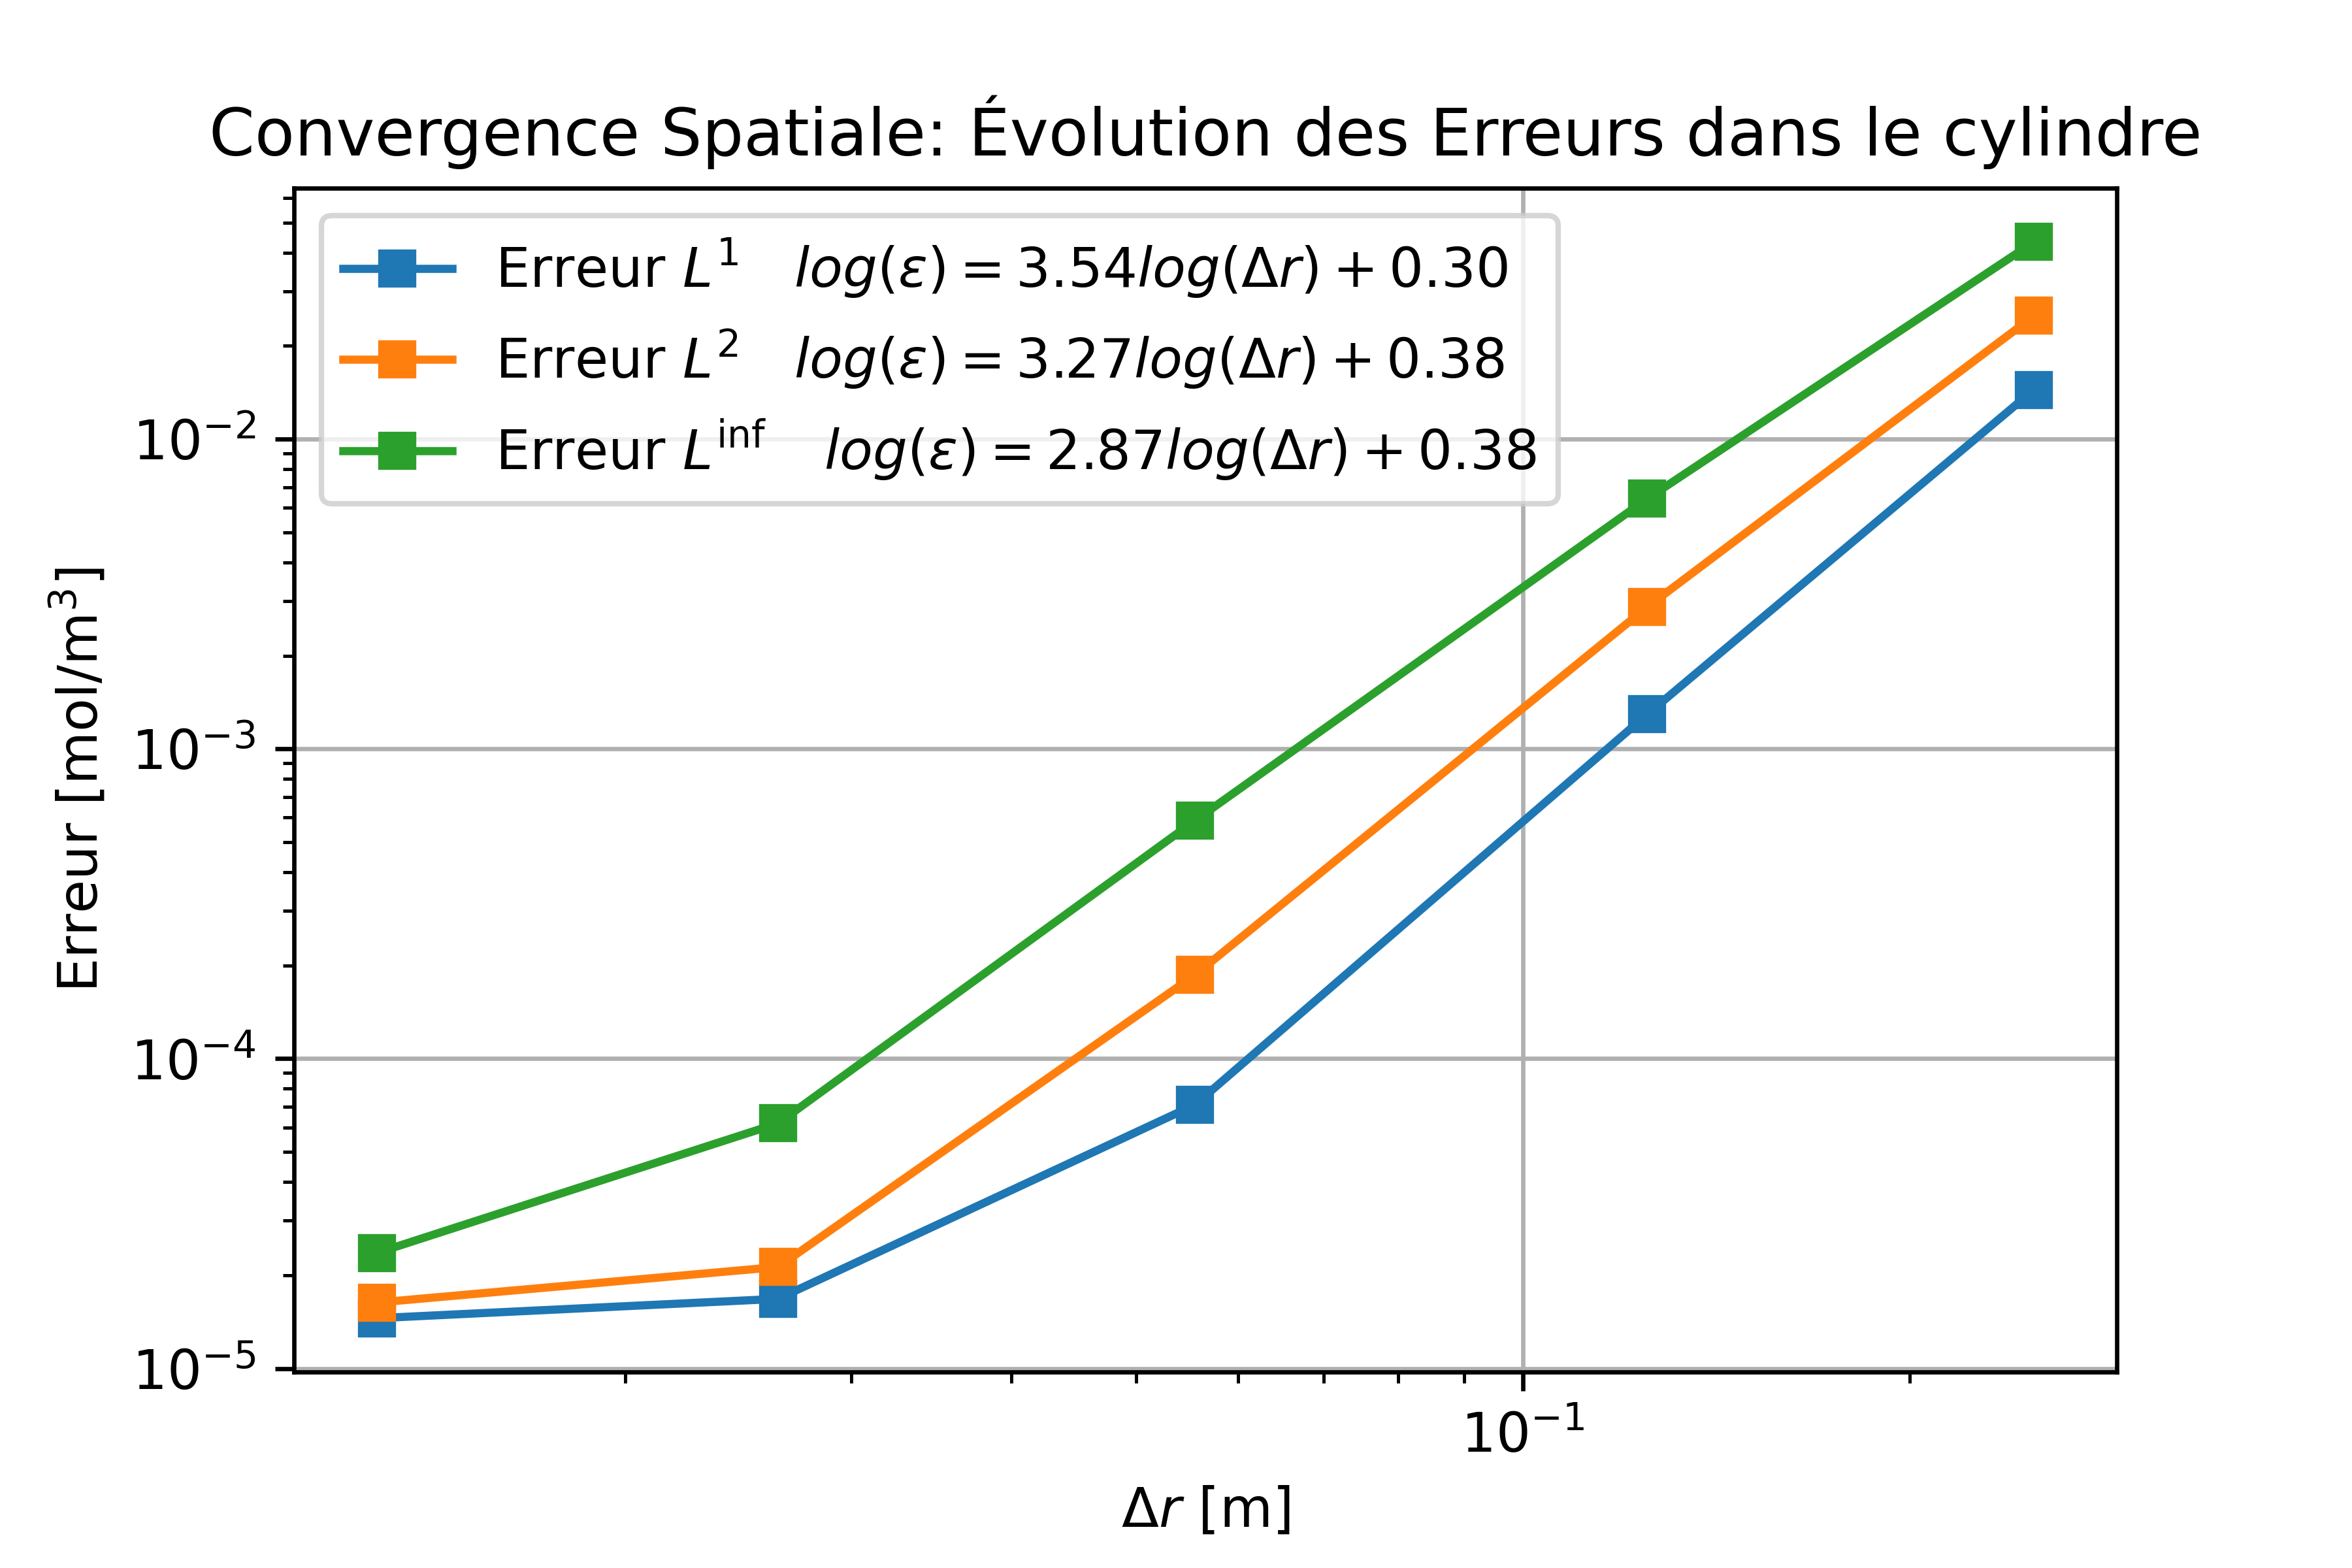 Convergence Spatiale: Évolution des Erreurs dans le cylindre
Erreur L¹ log(ε) = 3.54log(Δr) + 0.30
Erreur L² log(ε) = 3.27log(Δr) + 0.38
Erreur L^inf log(ε) = 2.87log(Δr) + 0.38
Erreur [mol/m³]
10⁻²
10⁻³
10⁻⁴
10⁻⁵
10⁻¹
Δr [m]